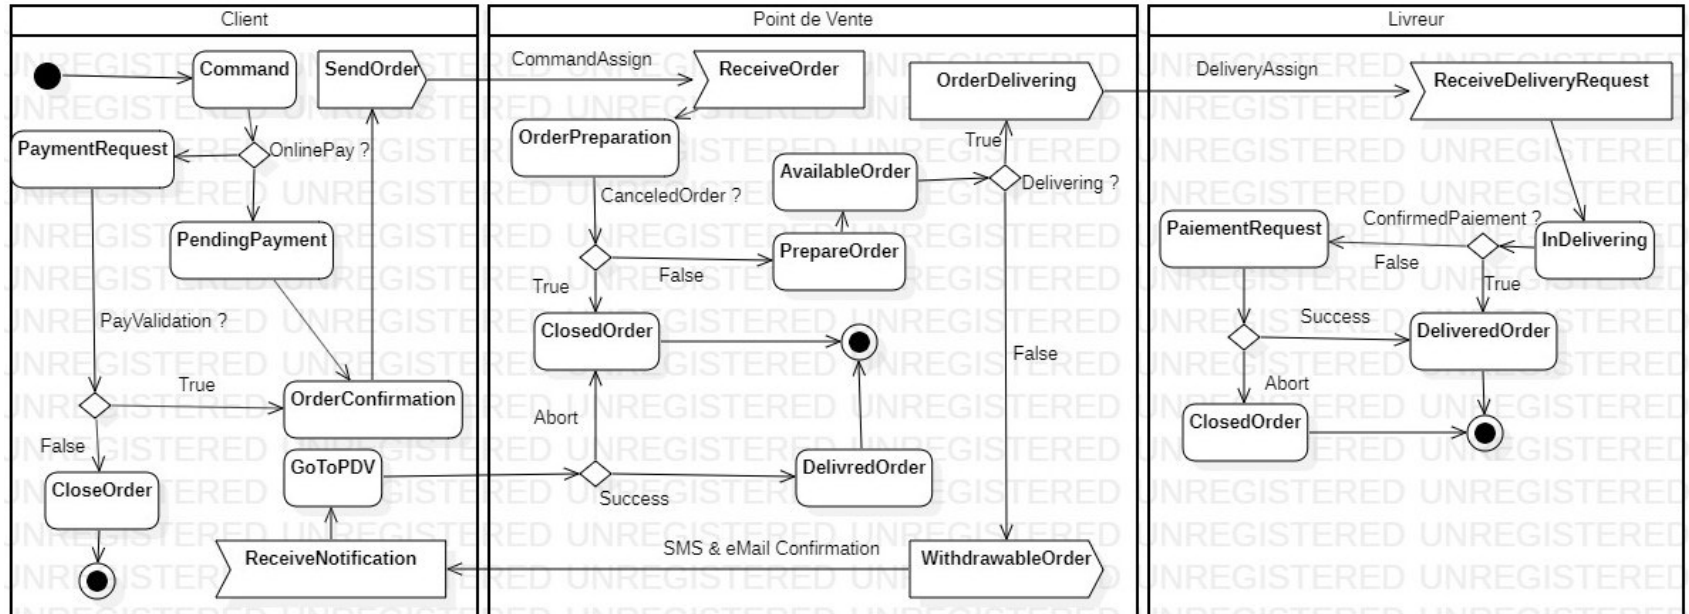 Client
Point de Vente
Livreur
Command
SendOrder
CommandAssign
ReceiveOrder
OrderDelivering
DeliveryAssign
ReceiveDeliveryRequest
PaymentRequest
OnlinePay ?
OrderPreparation
True
AvailableOrder
Delivering ?
CanceledOrder ?
PendingPayment
PrepareOrder
False
True
PaiementRequest
ConfirmedPaiement ?
InDelivering
False
True
PayValidation ?
ClosedOrder
Success
DeliveredOrder
False
True
OrderConfirmation
Abort
Abort
ClosedOrder
False
GoToPDV
CloseOrder
Success
DelivredOrder
ReceiveNotification
SMS & eMail Confirmation
WithdrawableOrder
UNREGISTERED